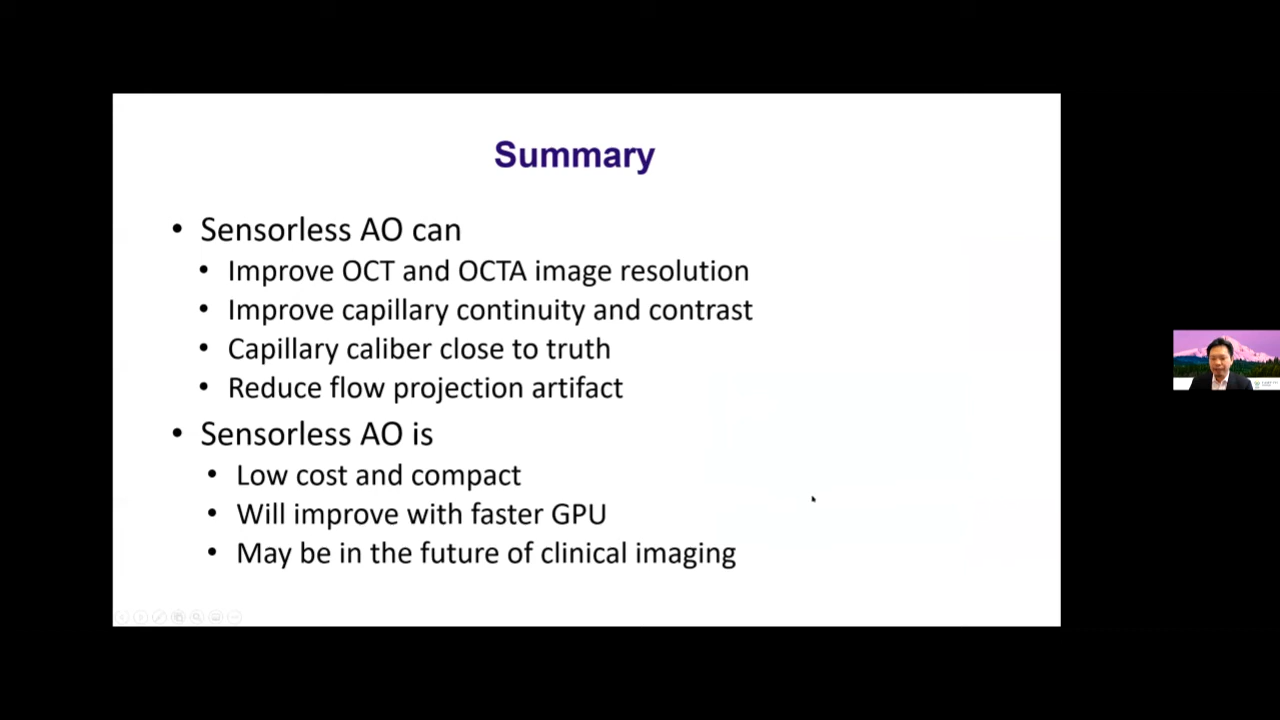 Summary
• Sensorless AO can
• Improve OCT and OCTA image resolution
• Improve capillary continuity and contrast
• Capillary caliber close to truth
• Reduce flow projection artifact
• Sensorless AO is
• Low cost and compact
• Will improve with faster GPU
• May be in the future of clinical imaging